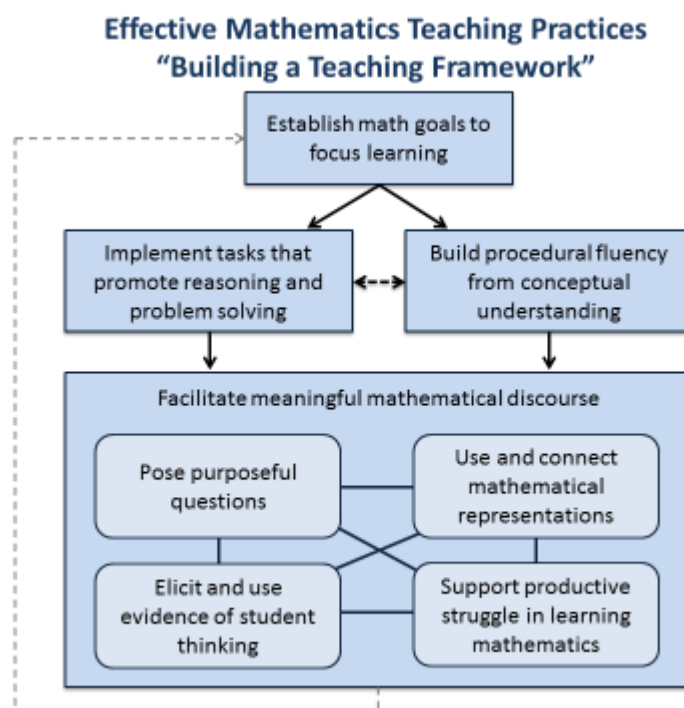 Effective Mathematics Teaching Practices
“Building a Teaching Framework”
Establish math goals to
focus learning
Implement tasks that
promote reasoning and
problem solving
Build procedural fluency
from conceptual
understanding
Facilitate meaningful mathematical discourse
Pose purposeful
questions
Use and connect
mathematical
representations
Elicit and use
evidence of student
thinking
Support productive
struggle in learning
mathematics